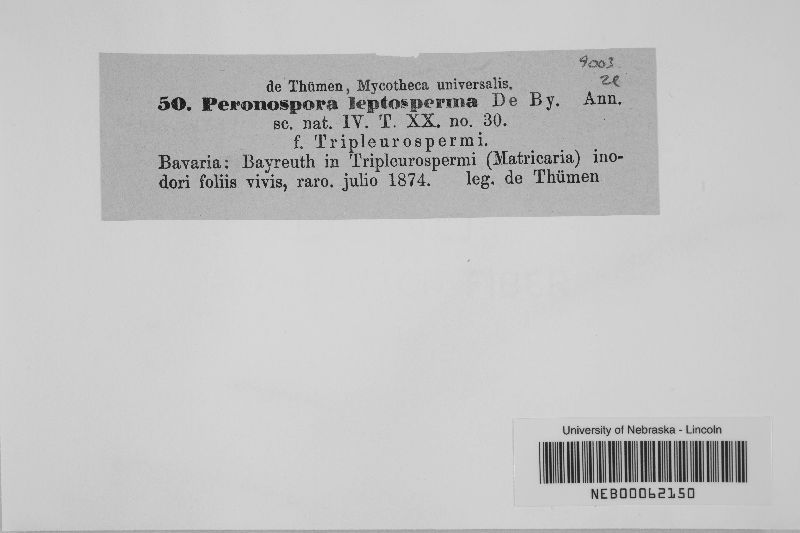 9003
de Thümen, Mycotheca universalis.
50. Peronospora leptosperma De By. Ann.
sc. nat. IV. T. XX. no. 30.
f. Tripleurospermi.
Bavaria: Bayreuth in Tripleurospermi (Matricaria) ino-
dori foliis vivis, raro. julio 1874. leg. de Thümen
University of Nebraska - Lincoln
NEB00062150